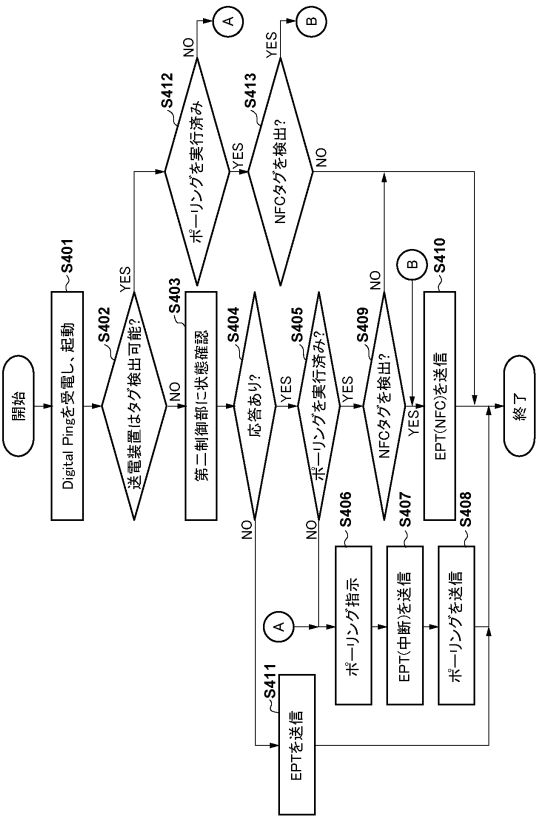 開始
S401
Digital Pingを受電し、起動
S402
送電装置はタグ検出可能?
YES
NO
S403
第二制御部に状態確認
S404
応答あり?
YES
NO
S405
ポーリングを実行済み?
YES
NO
A
S406
ポーリング指示
S407
EPT(中断)を送信
S408
ポーリングを送信
S409
NFCタグを検出?
YES
NO
B
S410
EPT(NFC)を送信
S411
EPTを送信
S412
ポーリングを実行済み
NO
A
YES
S413
NFCタグを検出?
YES
B
NO
終了